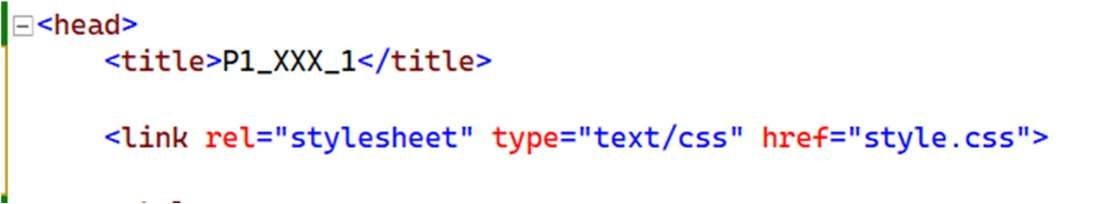 <head>
<title>P1_XXX_1</title>
<link rel="stylesheet" type="text/css" href="style.css">